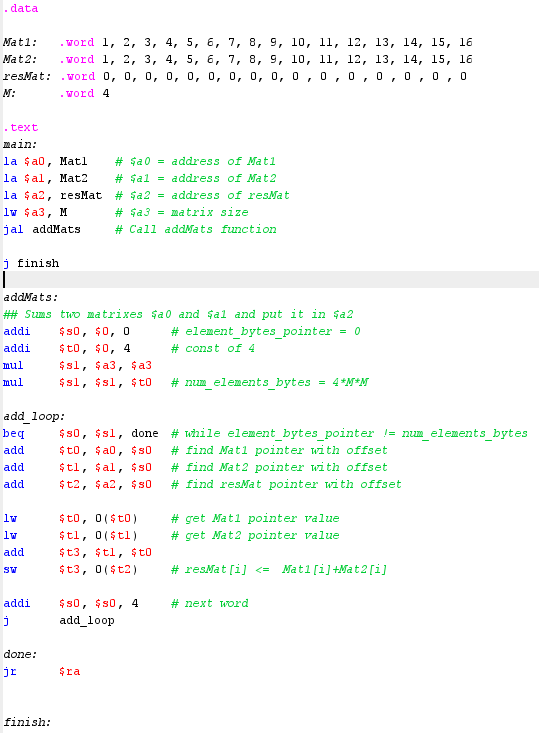 .data
Mat1: .word 1, 2, 3, 4, 5, 6, 7, 8, 9, 10, 11, 12, 13, 14, 15, 16
Mat2: .word 1, 2, 3, 4, 5, 6, 7, 8, 9, 10, 11, 12, 13, 14, 15, 16
resMat: .word 0, 0, 0, 0, 0, 0, 0, 0, 0, 0 , 0 , 0 , 0 , 0 , 0 , 0
M: .word 4
.text
main:
la $a0, Mat1 # $a0 = address of Mat1
la $a1, Mat2 # $a1 = address of Mat2
la $a2, resMat # $a2 = address of resMat
lw $a3, M # $a3 = matrix size
jal addMats # Call addMats function
j finish
addMats:
## Sums two matrixes $a0 and $a1 and put it in $a2
addi $s0, $0, 0 # element_bytes_pointer = 0
addi $t0, $0, 4 # const of 4
mul $s1, $a3, $a3
mul $s1, $s1, $t0 # num_elements_bytes = 4*M*M
add_loop:
beq $s0, $s1, done # while element_bytes_pointer != num_elements_bytes
add $t0, $a0, $s0 # find Mat1 pointer with offset
add $t1, $a1, $s0 # find Mat2 pointer with offset
add $t2, $a2, $s0 # find resMat pointer with offset
lw $t0, 0($t0) # get Mat1 pointer value
lw $t1, 0($t1) # get Mat2 pointer value
add $t3, $t1, $t0
sw $t3, 0($t2) # resMat[i] <= Mat1[i]+Mat2[i]
addi $s0, $s0, 4 # next word
j add_loop
done:
jr $ra
finish: